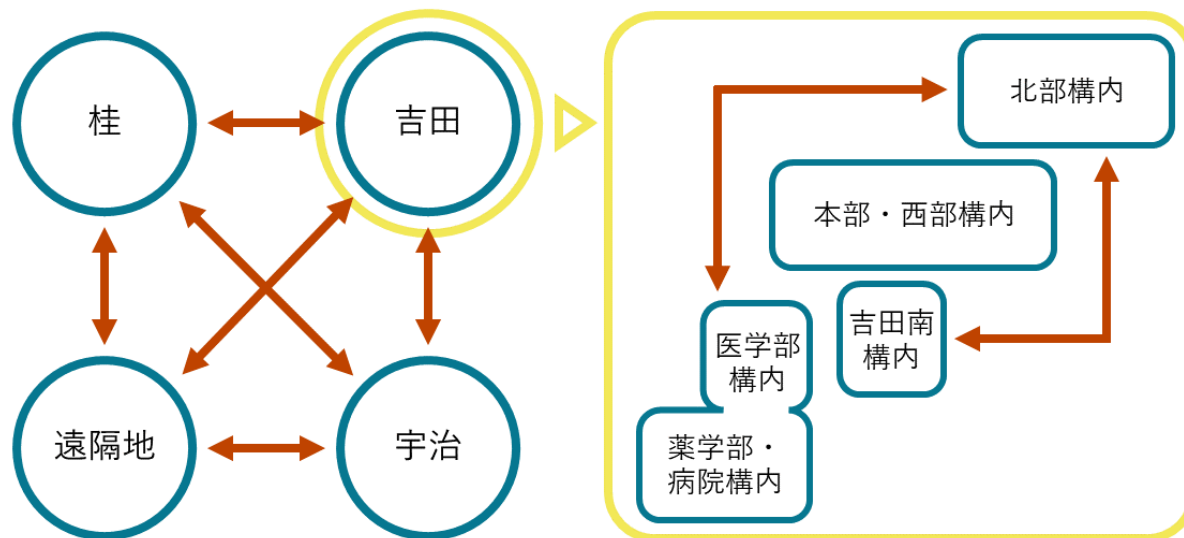 桂
吉田
遠隔地
宇治
北部構内
本部・西部構内
医学部
構内
吉田南
構内
薬学部・
病院構内